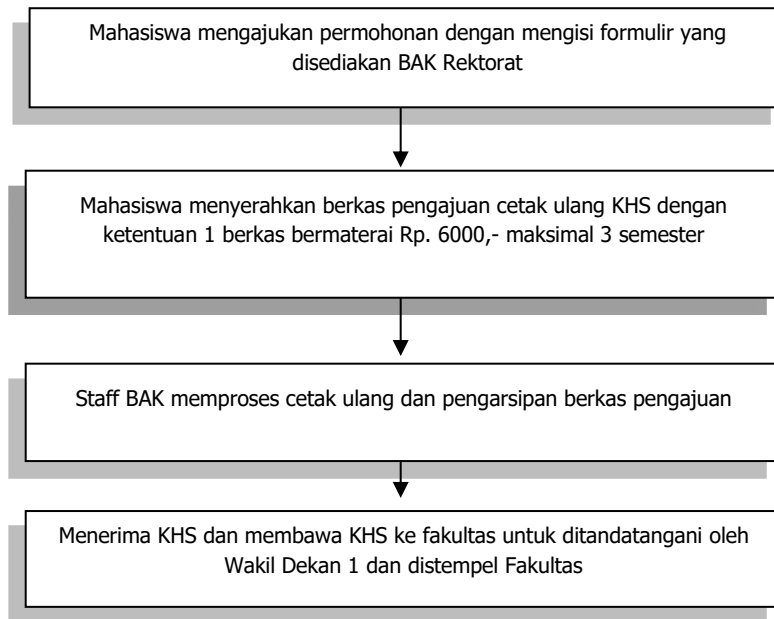 Mahasiswa mengajukan permohonan dengan mengisi formulir yang
disediakan BAK Rektorat
Mahasiswa menyerahkan berkas pengajuan cetak ulang KHS dengan
ketentuan 1 berkas bermaterai Rp. 6000,- maksimal 3 semester
Staff BAK memproses cetak ulang dan pengarsipan berkas pengajuan
Menerima KHS dan membawa KHS ke fakultas untuk ditandatangani oleh
Wakil Dekan 1 dan distempel Fakultas